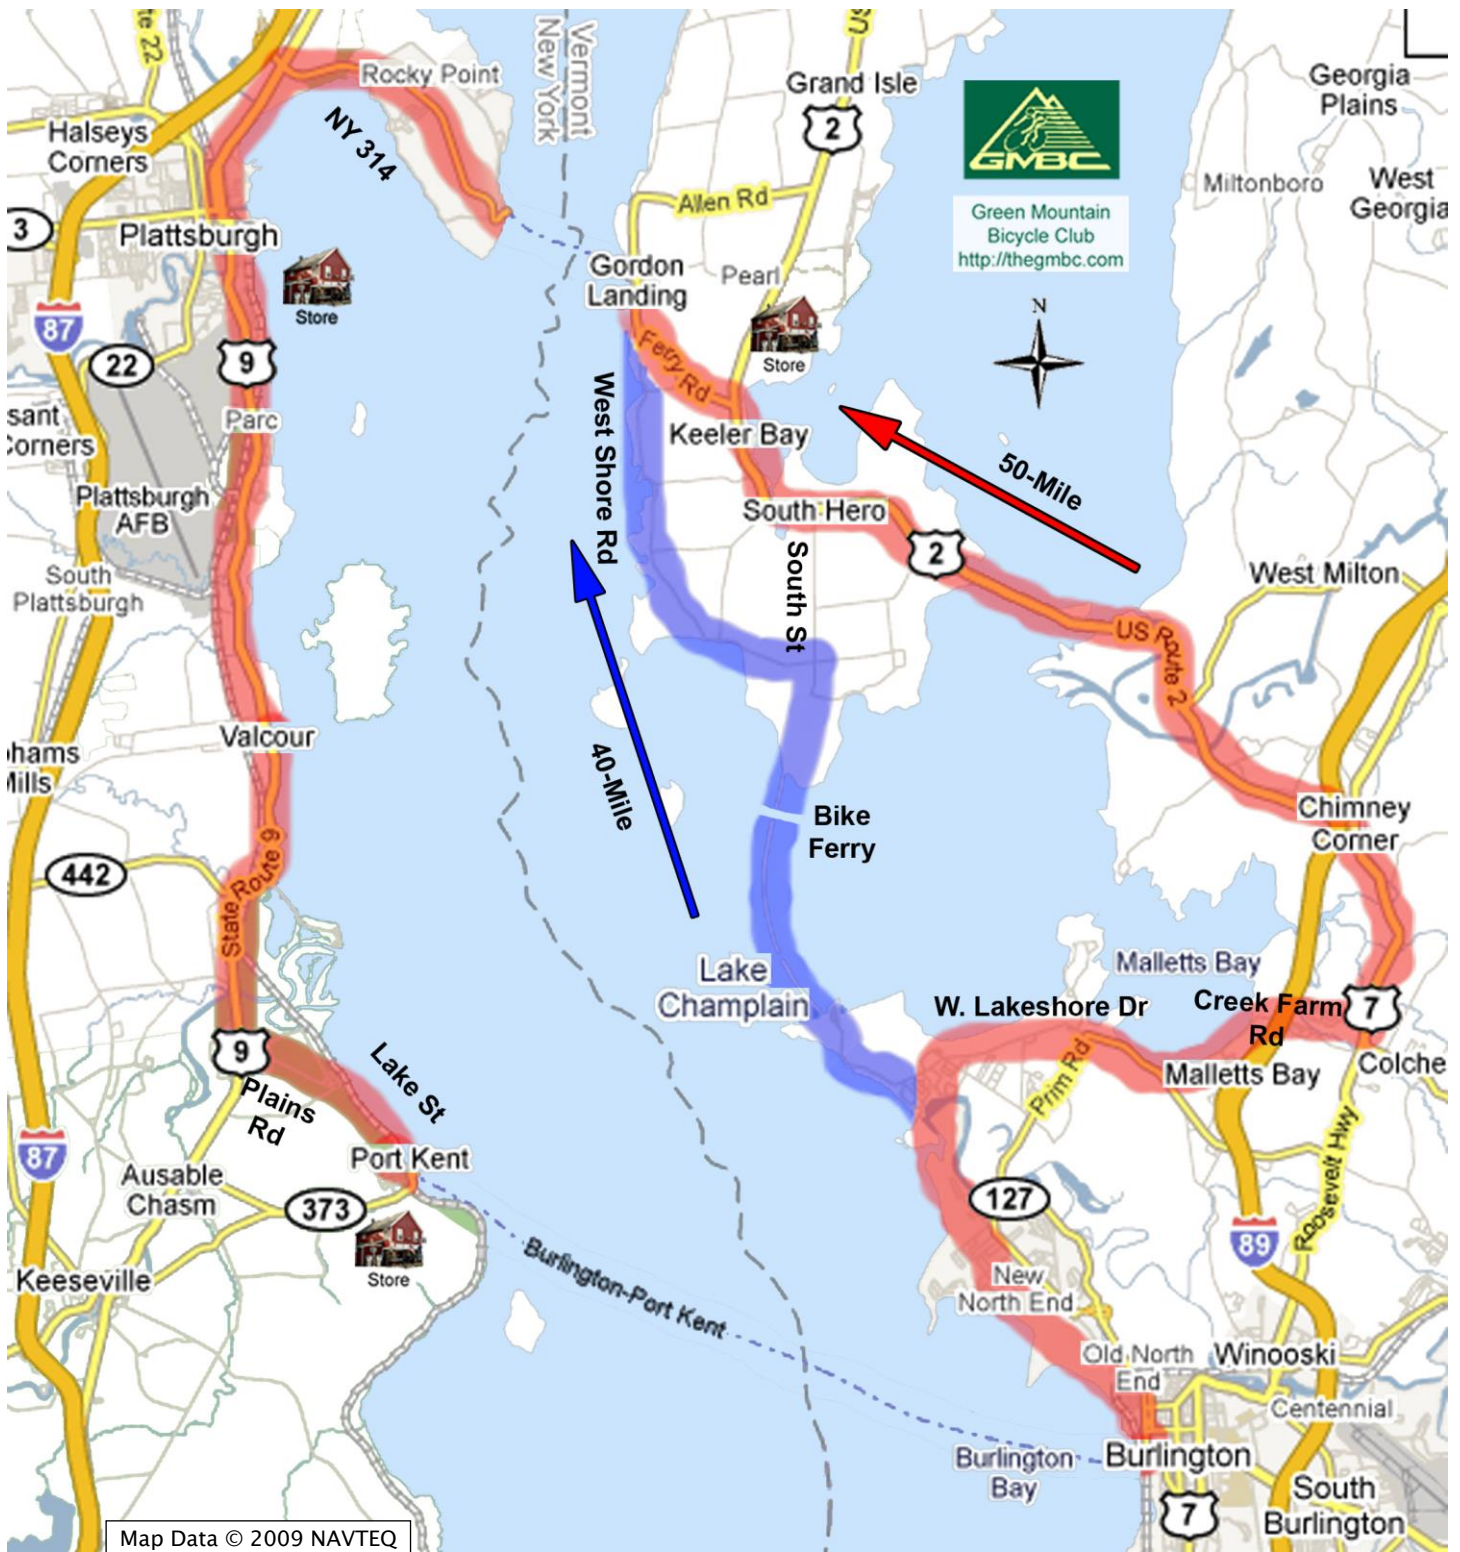 te 22
Vermont
New York
US
Rocky Point
Grand Isle
2
GMBC
Georgia
Plains
Halseys
Corners
NY 314
Allen Rd
Miltonboro
West
Georgia
Green Mountain
Bicycle Club
http://thegmbc.com
3
Plattsburgh
Gordon
Landing
Pearl
Store
N
87
22
9
Ferry Rd
Store
sant
Corners
Parc
West Shore Rd
Keeler Bay
50-Mile
Plattsburgh
AFB
South Hero
2
South St
South
Plattsburgh
West Milton
US Route 2
Valcour
hams
Mills
40-Mile
Bike
Ferry
Chimney
Corner
442
State Route 9
Lake
Champlain
Malletts Bay
W. Lakeshore Dr
Creek Farm
Rd
7
9
Lake St
Plains
Rd
Prim Rd
Malletts Bay
Colche
87
Port Kent
Ausable
Chasm
373
127
Roosevelt Hwy
89
Store
Keeseville
Burlington-Port Kent
New
North End
Old North
End
Winooski
Centennial
Burlington
Bay
Burlington
7
South
Burlington
Map Data © 2009 NAVTEQ